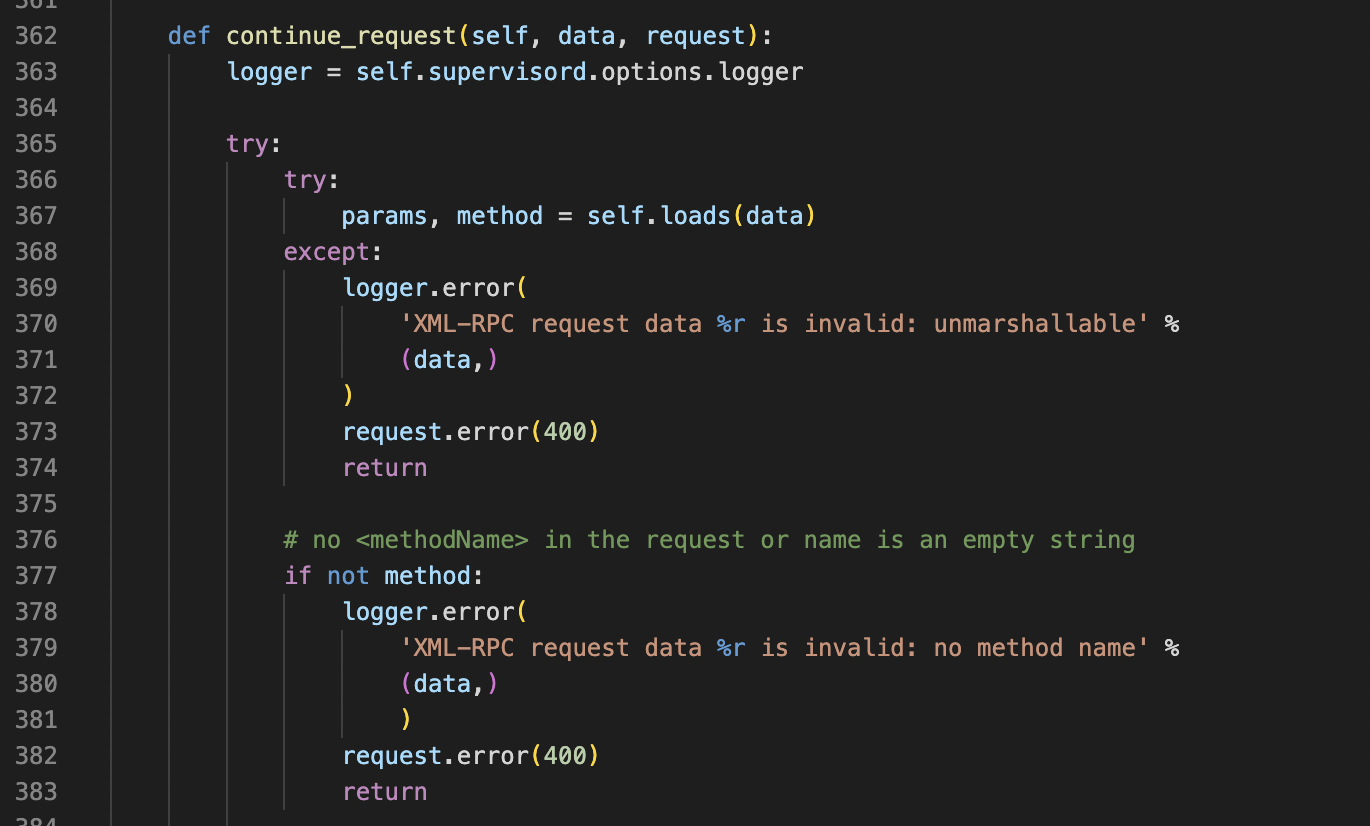 361
362 def continue_request(self, data, request):
363 logger = self.supervisord.options.logger
364
365 try:
366 try:
367 params, method = self.loads(data)
368 except:
369 logger.error(
370 'XML-RPC request data %r is invalid: unmarshallable' %
371 (data,)
372 )
373 request.error(400)
374 return
375
376 # no <methodName> in the request or name is an empty string
377 if not method:
378 logger.error(
379 'XML-RPC request data %r is invalid: no method name' %
380 (data,)
381 )
382 request.error(400)
383 return
384